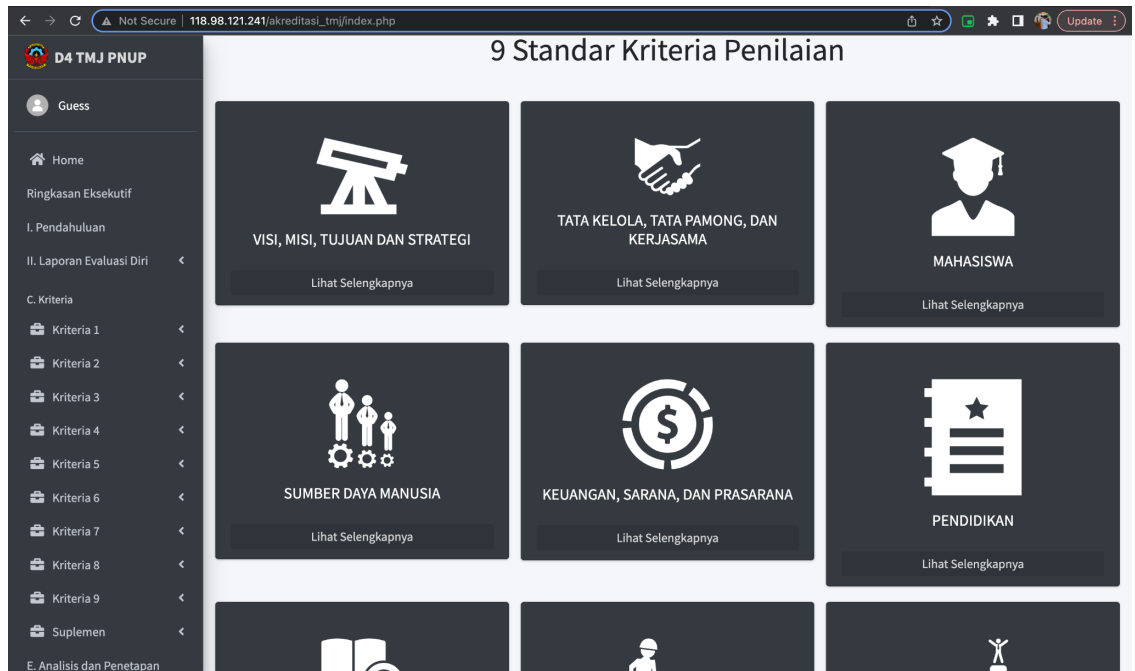 Not Secure | 118.98.121.241/akreditasi_tmj/index.php
Update
D4 TMJ PNUP
Guess
Home
Ringkasan Eksekutif
I. Pendahuluan
II. Laporan Evaluasi Diri
C. Kriteria
Kriteria 1
Kriteria 2
Kriteria 3
Kriteria 4
Kriteria 5
Kriteria 6
Kriteria 7
Kriteria 8
Kriteria 9
Suplemen
E. Analisis dan Penetapan
9 Standar Kriteria Penilaian
VISI, MISI, TUJUAN DAN STRATEGI
Lihat Selengkapnya
TATA KELOLA, TATA PAMONG, DAN
KERJASAMA
Lihat Selengkapnya
MAHASISWA
Lihat Selengkapnya
SUMBER DAYA MANUSIA
Lihat Selengkapnya
KEUANGAN, SARANA, DAN PRASARANA
Lihat Selengkapnya
PENDIDIKAN
Lihat Selengkapnya